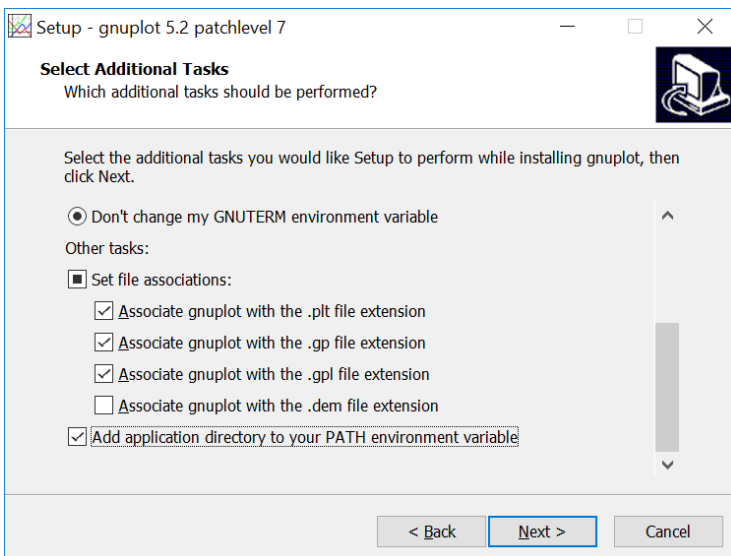 Setup - gnuplot 5.2 patchlevel 7
Select Additional Tasks
Which additional tasks should be performed?
Select the additional tasks you would like Setup to perform while installing gnuplot, then
click Next.
Don't change my GNUTERM environment variable
Other tasks:
Set file associations:
Associate gnuplot with the .plt file extension
Associate gnuplot with the .gp file extension
Associate gnuplot with the .gpl file extension
Associate gnuplot with the .dem file extension
Add application directory to your PATH environment variable
< Back Next > Cancel